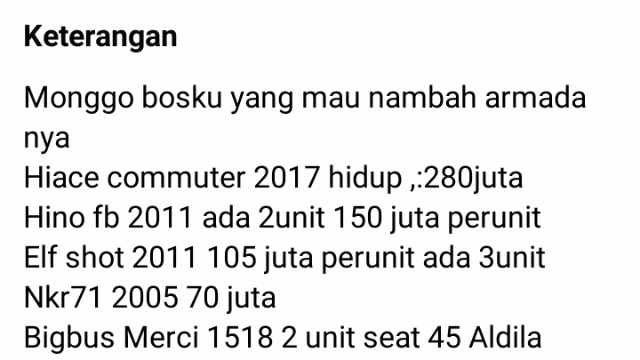 Keterangan
Monggo bosku yang mau nambah armada
nya
Hiace commuter 2017 hidup ,:280juta
Hino fb 2011 ada 2unit 150 juta perunit
Elf shot 2011 105 juta perunit ada 3unit
Nkr71 2005 70 juta
Bigbus Merci 1518 2 unit seat 45 Aldila